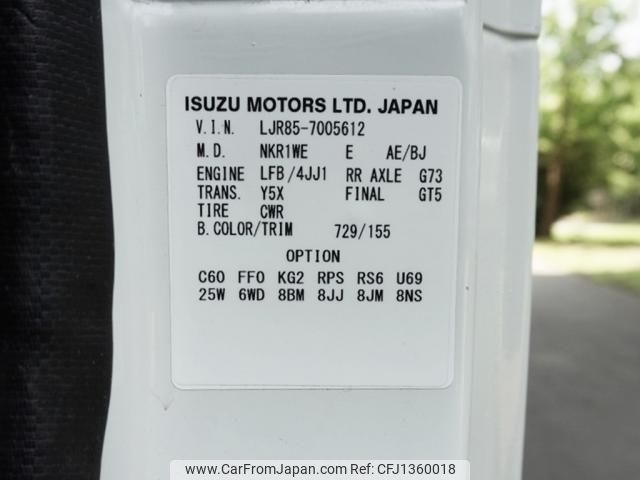 ISUZU MOTORS LTD. JAPAN
V.I.N. LJR85-7005612
M.D. NKR1WE E AE/BJ
ENGINE LFB/4JJ1 RR AXLE G73
TRANS. Y5X FINAL GT5
TIRE CWR
B.COLOR/TRIM 729/155
OPTION
C60 FF0 KG2 RPS RS6 U69
25W 6WD 8BM 8JJ 8JM 8NS
www.CarFromJapan.com - CFJ1360018